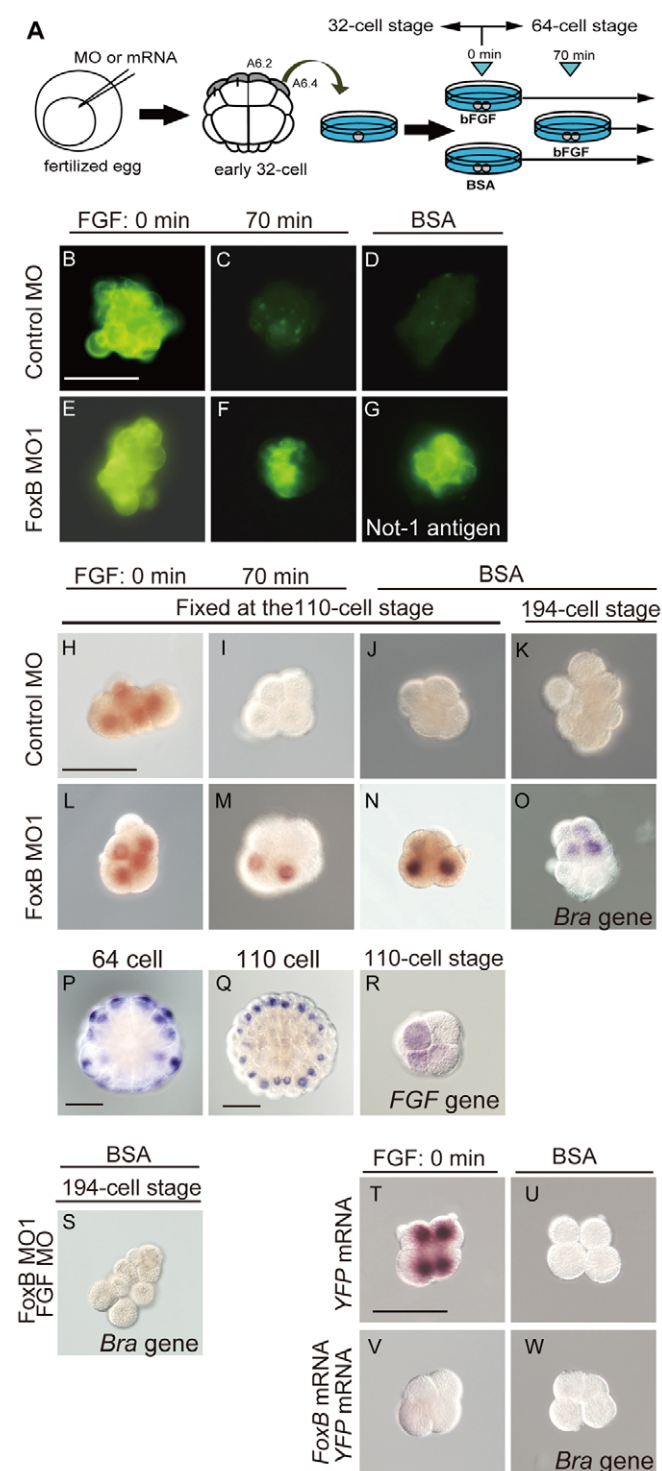 A
32-cell stage
64-cell stage
MO or mRNA
0 min
70 min
A6.2
A6.4
bFGF
bFGF
BSA
fertilized egg
early 32-cell
FGF: 0 min
70 min
BSA
Control MO
B
C
D
FoxB MO1
E
F
G
Not-1 antigen
FGF: 0 min
70 min
BSA
Fixed at the110-cell stage
194-cell stage
Control MO
H
I
J
K
FoxB MO1
L
M
N
O
Bra gene
64 cell
110 cell
110-cell stage
P
Q
R
FGF gene
BSA
194-cell stage
FoxB MO1
FGF MO
S
Bra gene
FGF: 0 min
BSA
YFP mRNA
T
U
FoxB mRNA
YFP mRNA
V
W
Bra gene